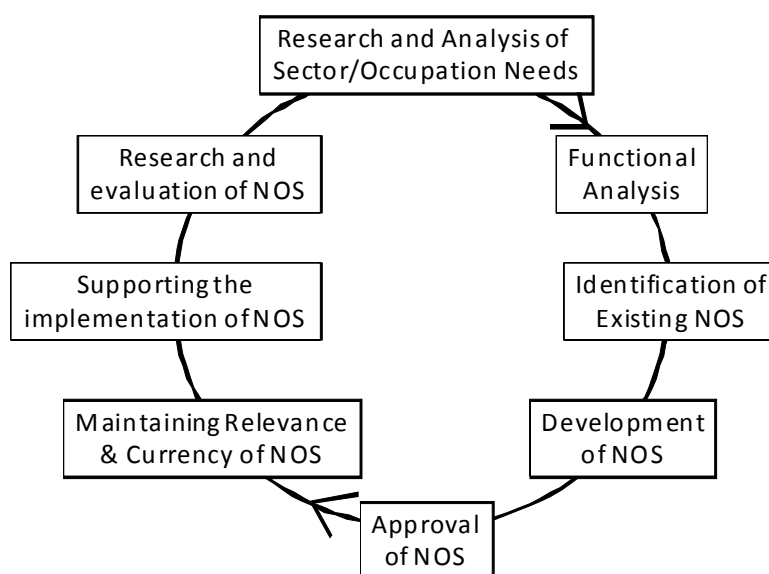 Research and Analysis of
Sector/Occupation Needs
Functional
Analysis
Identification of
Existing NOS
Development
of NOS
Approval
of NOS
Maintaining Relevance
& Currency of NOS
Supporting the
implementation of NOS
Research and
evaluation of NOS